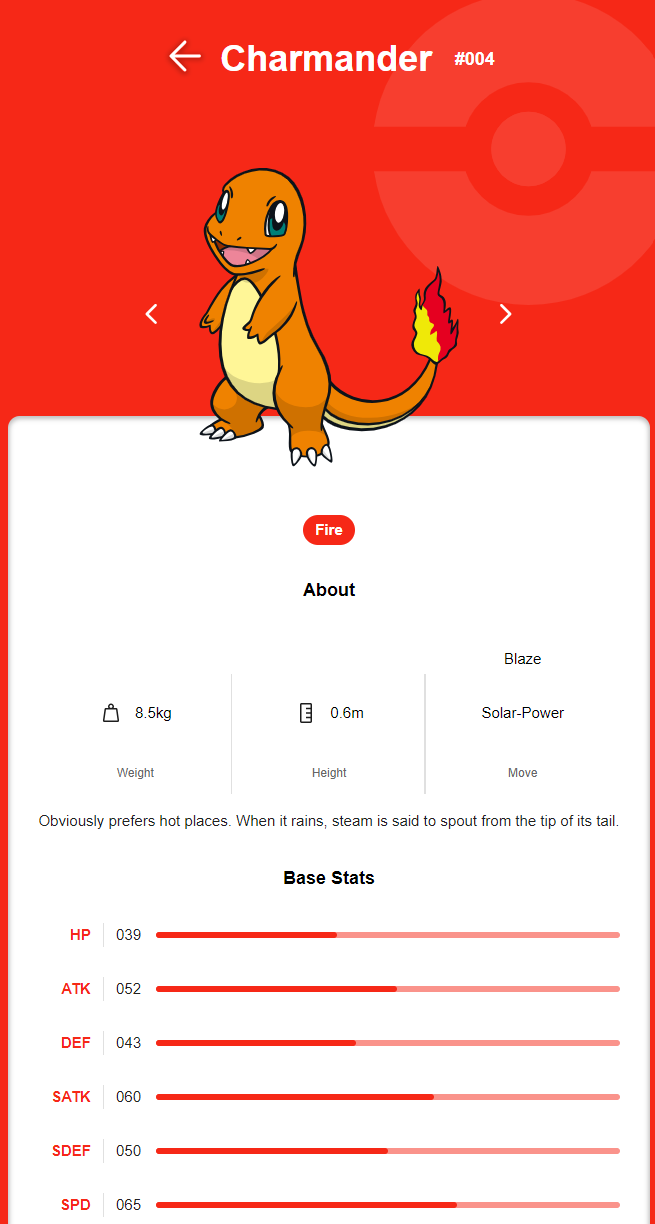 Charmander #004
Fire
About
Blaze
8.5kg 0.6m Solar-Power
Weight Height Move
Obviously prefers hot places. When it rains, steam is said to spout from the tip of its tail.
Base Stats
HP 039
ATK 052
DEF 043
SATK 060
SDEF 050
SPD 065